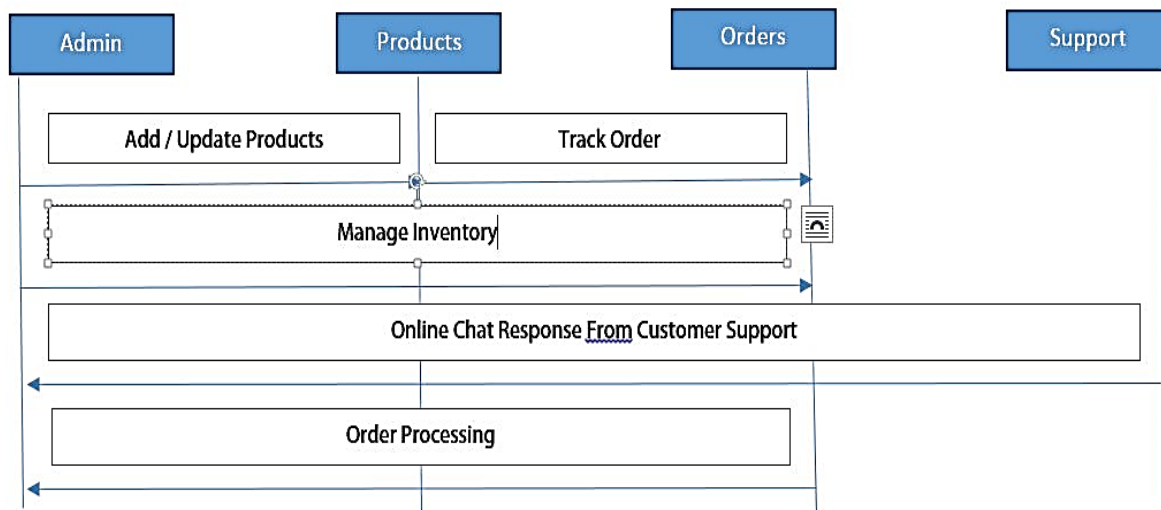 Admin
Products
Orders
Support
Add / Update Products
Track Order
Manage Inventory
Online Chat Response From Customer Support
Order Processing